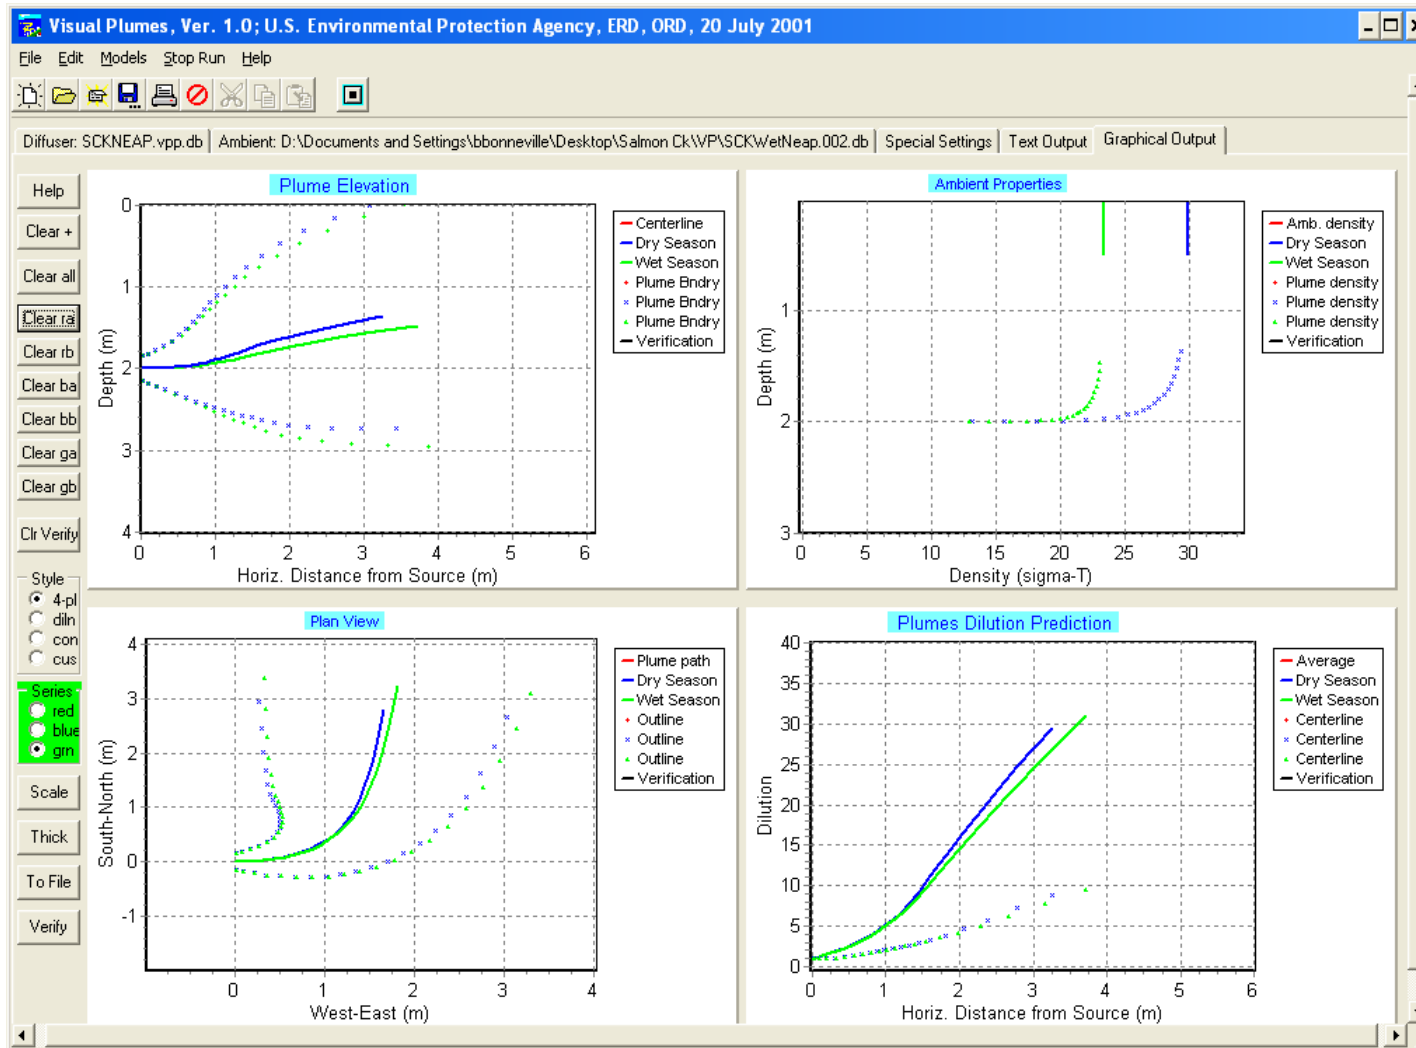 Visual Plumes, Ver. 1.0; U.S. Environmental Protection Agency, ERD, ORD, 20 July 2001
File Edit Models Stop Run Help
Diffuser: SCKNEAP.vpp.db Ambient: D:\Documents and Settings\bbonneville\Desktop\Salmon Ck\VP\SCKWetNeap.002.db Special Settings Text Output Graphical Output
Help
Clear +
Clear all
Clear ra
Clear rb
Clear ba
Clear bb
Clear ga
Clear gb
Clr Verify
Style
4-pl
diln
con
cus
Series
red
blue
grn
Scale
Thick
To File
Verify
Plume Elevation
0
1
2
3
4
Depth (m)
0 1 2 3 4 5 6
Horiz. Distance from Source (m)
Centerline
Dry Season
Wet Season
Plume Bndry
Plume Bndry
Plume Bndry
Verification
Ambient Properties
1
2
3
Depth (m)
0 5 10 15 20 25 30
Density (sigma-T)
Amb. density
Dry Season
Wet Season
Plume density
Plume density
Plume density
Verification
Plan View
4
3
2
1
0
-1
South-North (m)
0 1 2 3 4
West-East (m)
Plume path
Dry Season
Wet Season
Outline
Outline
Outline
Verification
Plumes Dilution Prediction
40
35
30
25
20
15
10
5
0
Dilution
0 1 2 3 4 5 6
Horiz. Distance from Source (m)
Average
Dry Season
Wet Season
Centerline
Centerline
Centerline
Verification